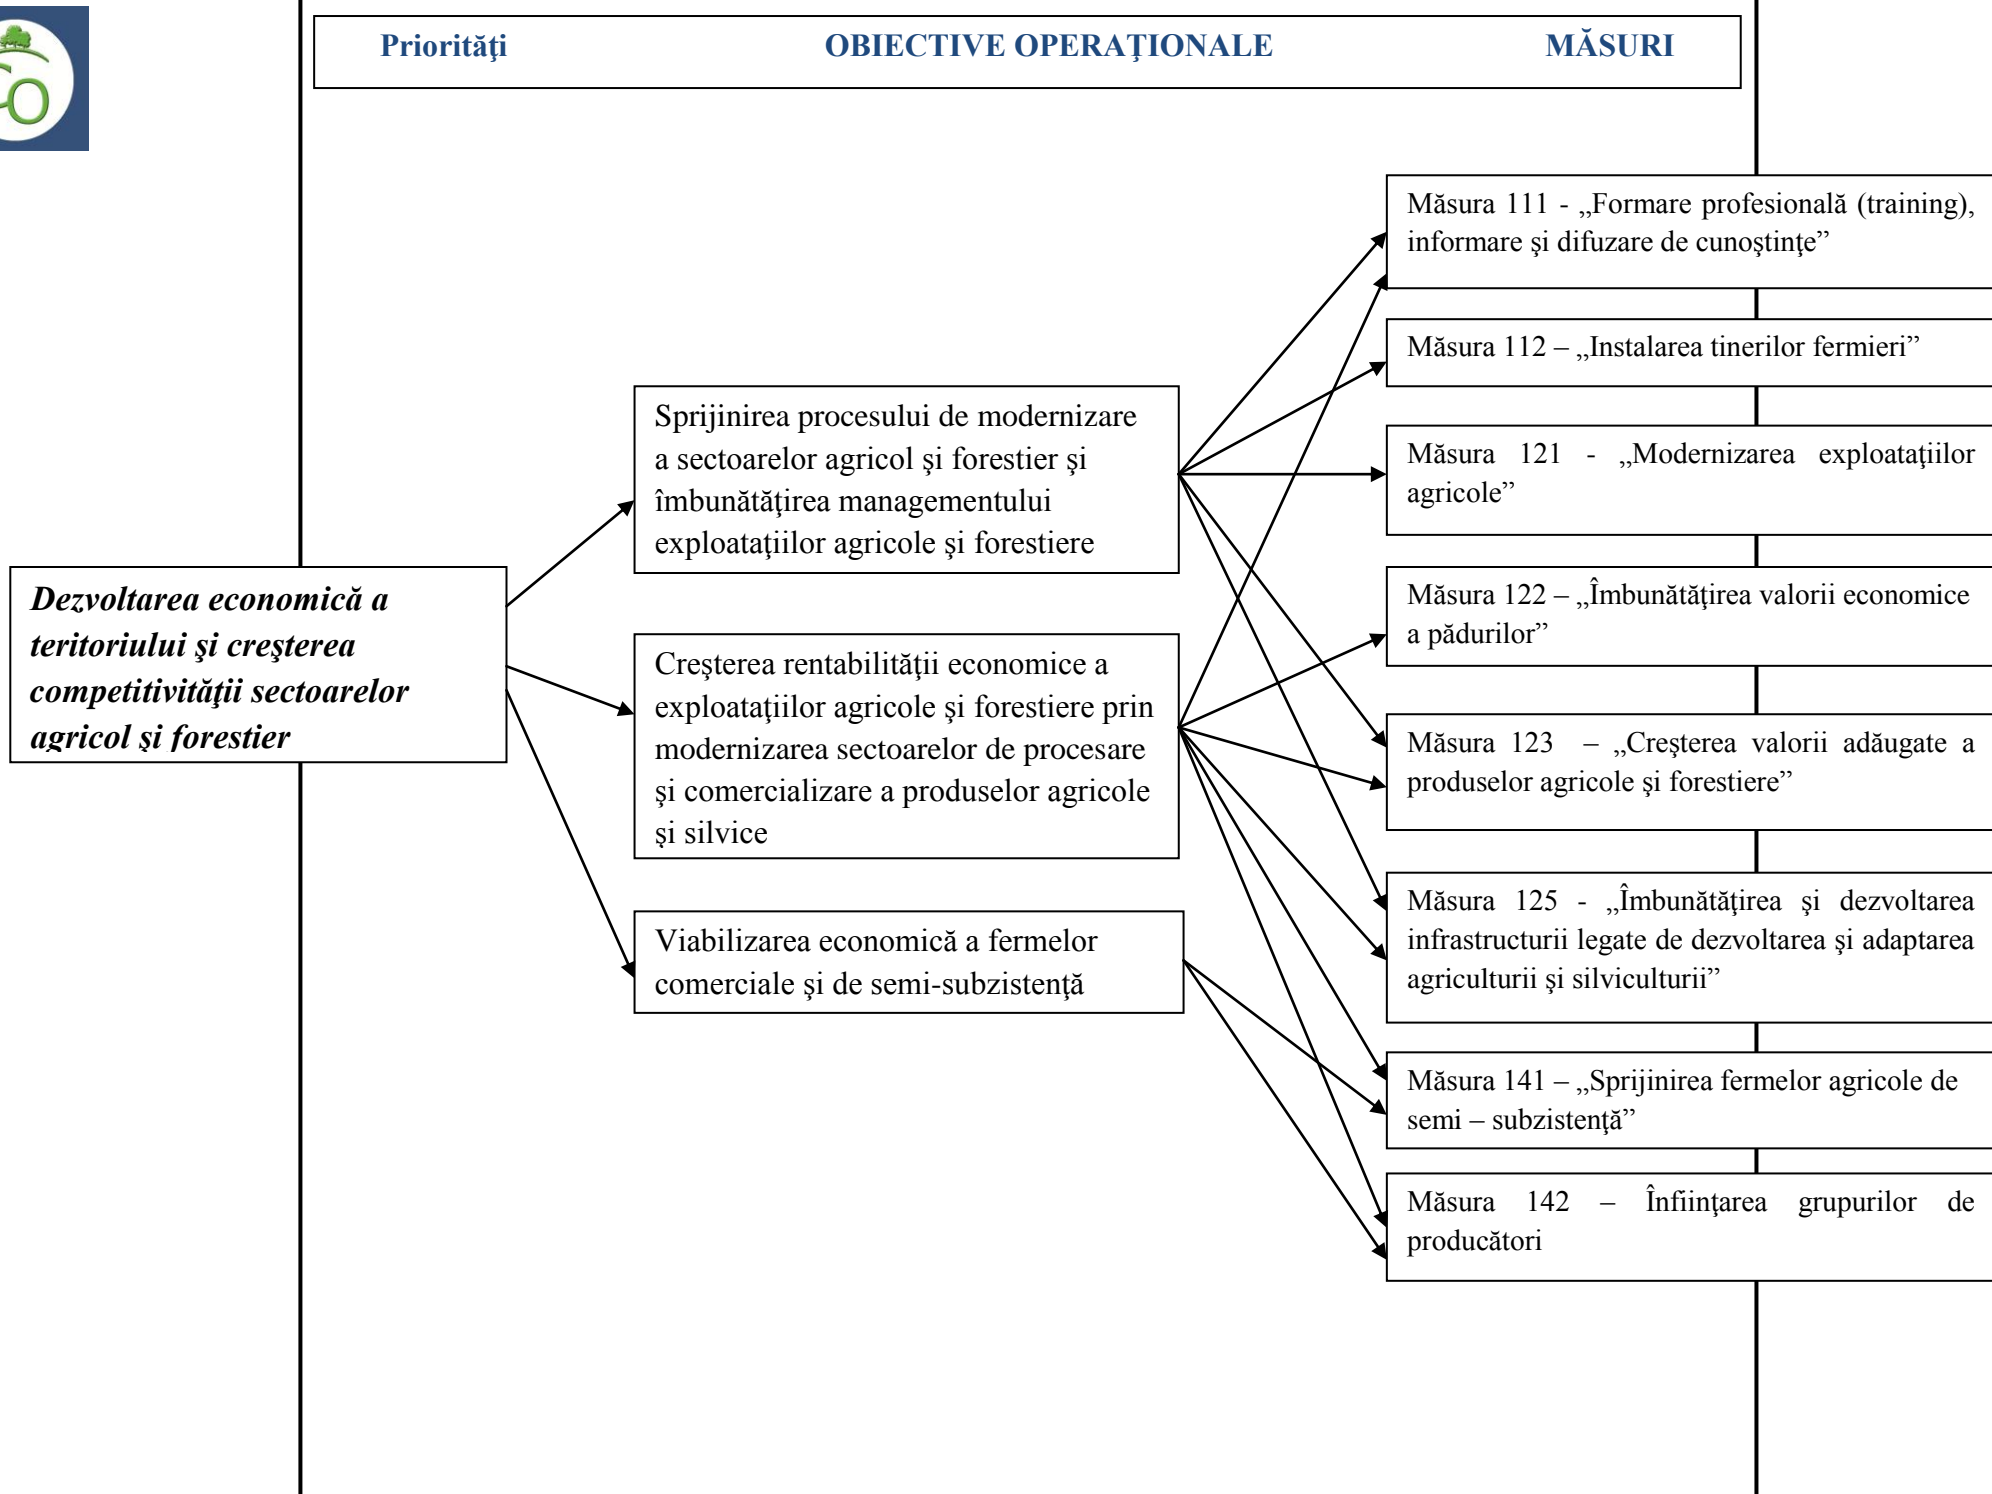 Priorităţi OBIECTIVE OPERAŢIONALE MĂSURI
Dezvoltarea economică a
teritoriului şi creşterea
competitivităţii sectoarelor
agricol şi forestier
Sprijinirea procesului de modernizare
a sectoarelor agricol şi forestier şi
îmbunătăţirea managementului
exploataţiilor agricole şi forestiere
Creşterea rentabilităţii economice a
exploataţiilor agricole şi forestiere prin
modernizarea sectoarelor de procesare
şi comercializare a produselor agricole
şi silvice
Viabilizarea economică a fermelor
comerciale şi de semi-subzistenţă
Măsura 111 - „Formare profesională (training),
informare şi difuzare de cunoştinţe”
Măsura 112 – „Instalarea tinerilor fermieri”
Măsura 121 - „Modernizarea exploataţiilor
agricole”
Măsura 122 – „Îmbunătăţirea valorii economice
a pădurilor”
Măsura 123 – „Creşterea valorii adăugate a
produselor agricole şi forestiere”
Măsura 125 - „Îmbunătăţirea şi dezvoltarea
infrastructurii legate de dezvoltarea şi adaptarea
agriculturii şi silviculturii”
Măsura 141 – „Sprijinirea fermelor agricole de
semi – subzistenţă”
Măsura 142 – Înfiinţarea grupurilor de
producători